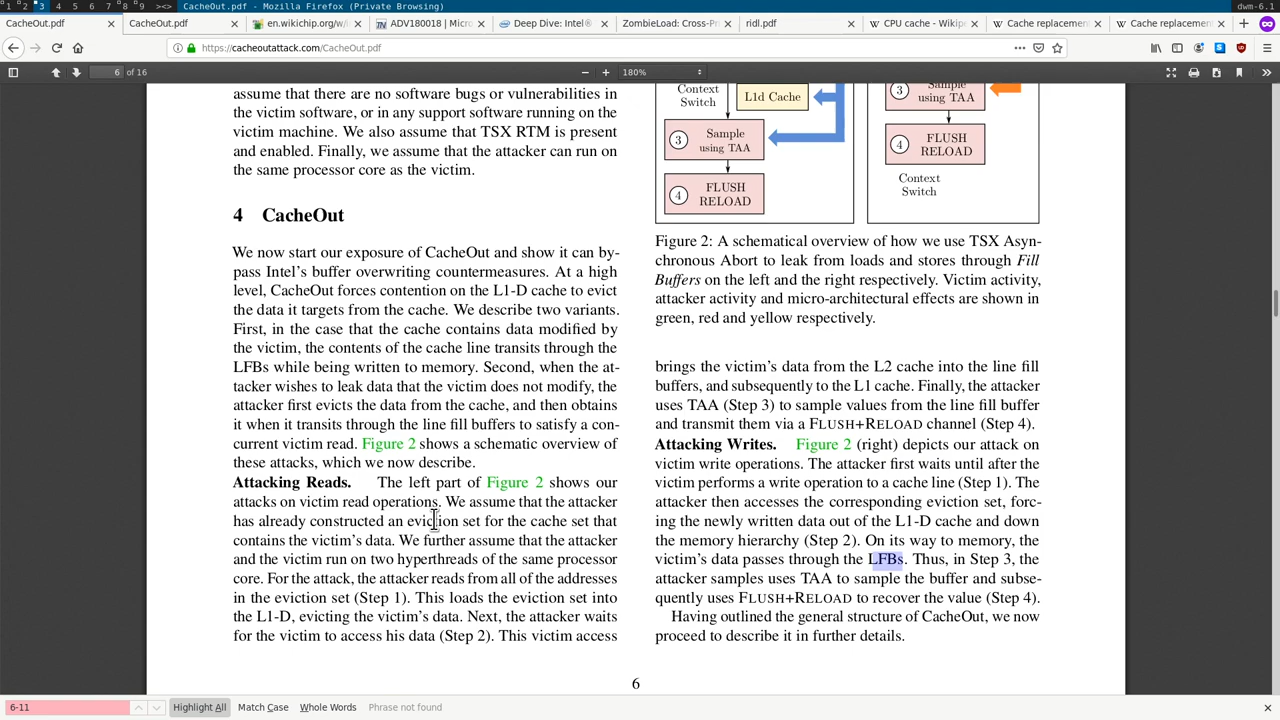 1 2 3 4 5 6 7 8 9 ><> CacheOut.pdf - Mozilla Firefox (Private Browsing) dwm-6.1
CacheOut.pdf CacheOut.pdf en.wikichip.org/w/i ADV180018 | Micro Deep Dive: Intel® ZombieLoad: Cross-Pr ridl.pdf CPU cache - Wikip Cache replacemen Cache replacemen
https://cacheoutattack.com/CacheOut.pdf
6 of 16 180%
assume that there are no software bugs or vulnerabilities in
the victim software, or in any support software running on the
victim machine. We also assume that TSX RTM is present
and enabled. Finally, we assume that the attacker can run on
the same processor core as the victim.
4 CacheOut
We now start our exposure of CacheOut and show it can by-
pass Intel's buffer overwriting countermeasures. At a high
level, CacheOut forces contention on the L1-D cache to evict
the data it targets from the cache. We describe two variants.
First, in the case that the cache contains data modified by
the victim, the contents of the cache line transits through the
LFBs while being written to memory. Second, when the at-
tacker wishes to leak data that the victim does not modify, the
attacker first evicts the data from the cache, and then obtains
it when it transits through the line fill buffers to satisfy a con-
current victim read. Figure 2 shows a schematic overview of
these attacks, which we now describe.
Attacking Reads. The left part of Figure 2 shows our
attacks on victim read operations. We assume that the attacker
has already constructed an eviction set for the cache set that
contains the victim's data. We further assume that the attacker
and the victim run on two hyperthreads of the same processor
core. For the attack, the attacker reads from all of the addresses
in the eviction set (Step 1). This loads the eviction set into
the L1-D, evicting the victim's data. Next, the attacker waits
for the victim to access his data (Step 2). This victim access
Context
Switch
L1d Cache
3 Sample
using TAA
4 FLUSH
RELOAD
3 Sample
using TAA
4 FLUSH
RELOAD
Context
Switch
Figure 2: A schematical overview of how we use TSX Asyn-
chronous Abort to leak from loads and stores through Fill
Buffers on the left and the right respectively. Victim activity,
attacker activity and micro-architectural effects are shown in
green, red and yellow respectively.
brings the victim's data from the L2 cache into the line fill
buffers, and subsequently to the L1 cache. Finally, the attacker
uses TAA (Step 3) to sample values from the line fill buffer
and transmit them via a FLUSH+RELOAD channel (Step 4).
Attacking Writes. Figure 2 (right) depicts our attack on
victim write operations. The attacker first waits until after the
victim performs a write operation to a cache line (Step 1). The
attacker then accesses the corresponding eviction set, forc-
ing the newly written data out of the L1-D cache and down
the memory hierarchy (Step 2). On its way to memory, the
victim's data passes through the LFBs. Thus, in Step 3, the
attacker samples uses TAA to sample the buffer and subse-
quently uses FLUSH+RELOAD to recover the value (Step 4).
Having outlined the general structure of CacheOut, we now
proceed to describe it in further details.
6
6-11 Highlight All Match Case Whole Words Phrase not found